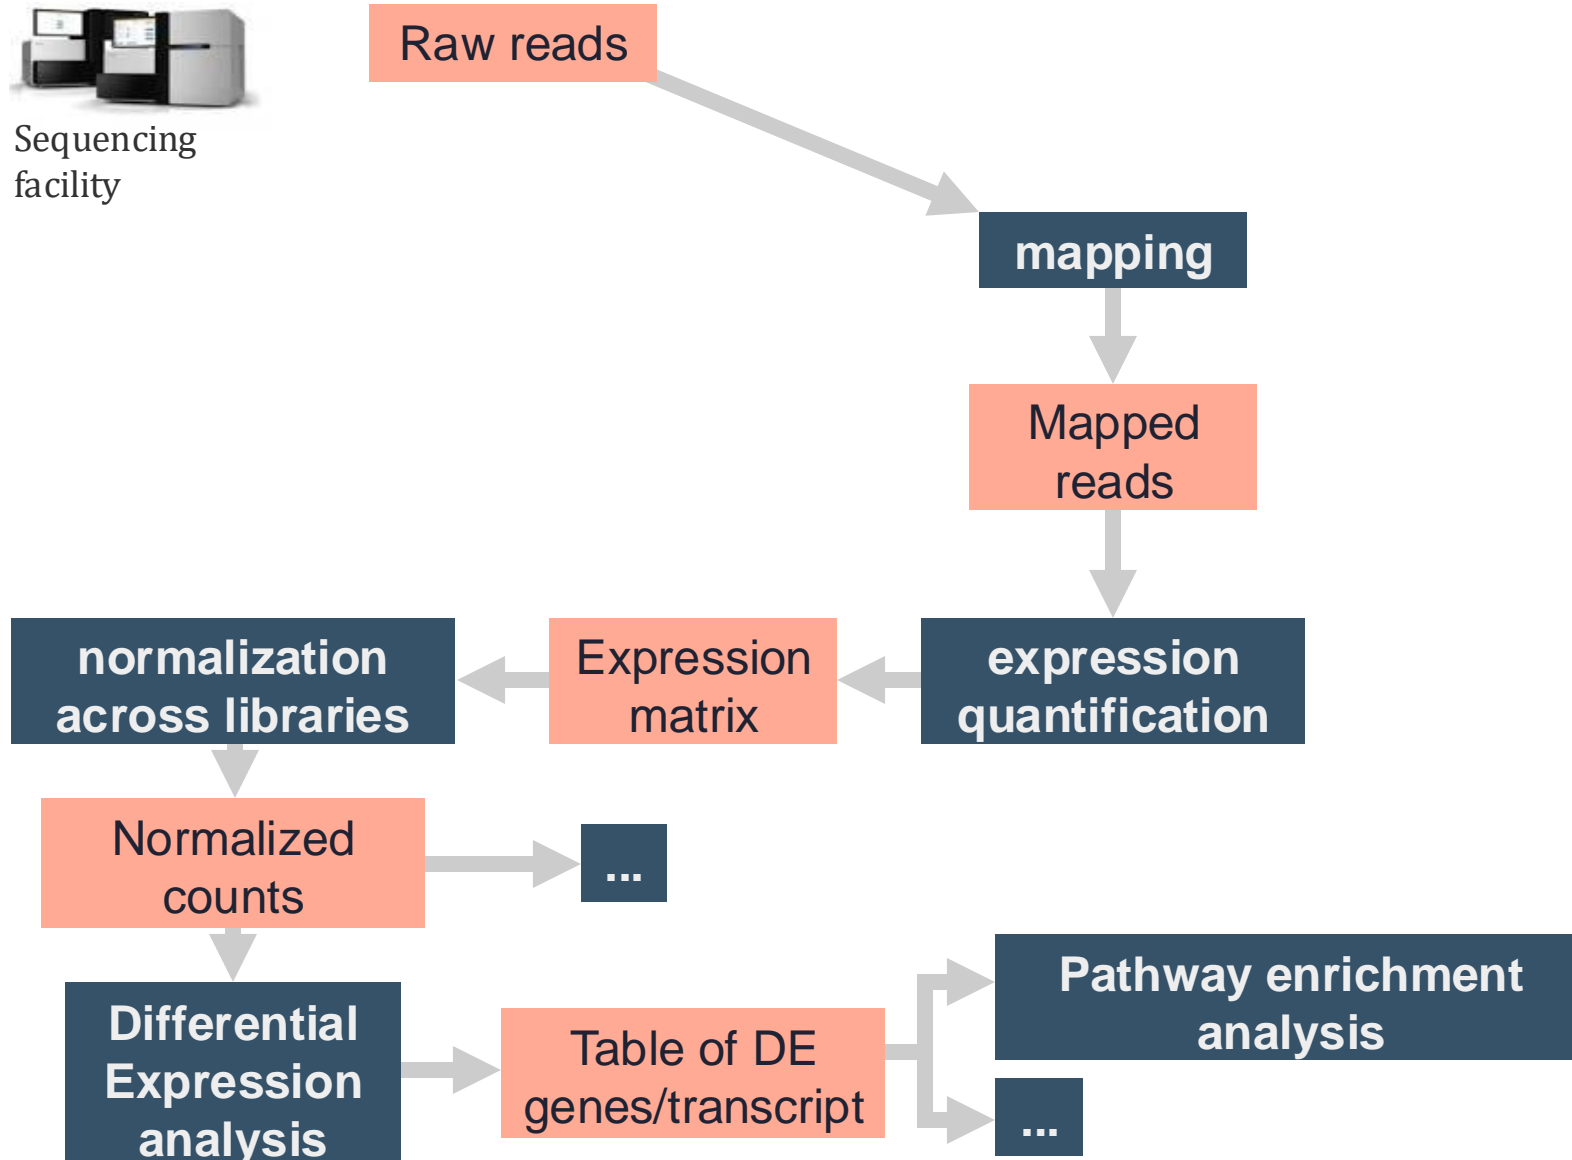 Raw reads
Sequencing
facility
mapping
Mapped
reads
normalization
across libraries
Expression
matrix
expression
quantification
Normalized
counts
...
Differential
Expression
analysis
Table of DE
genes/transcript
Pathway enrichment
analysis
...